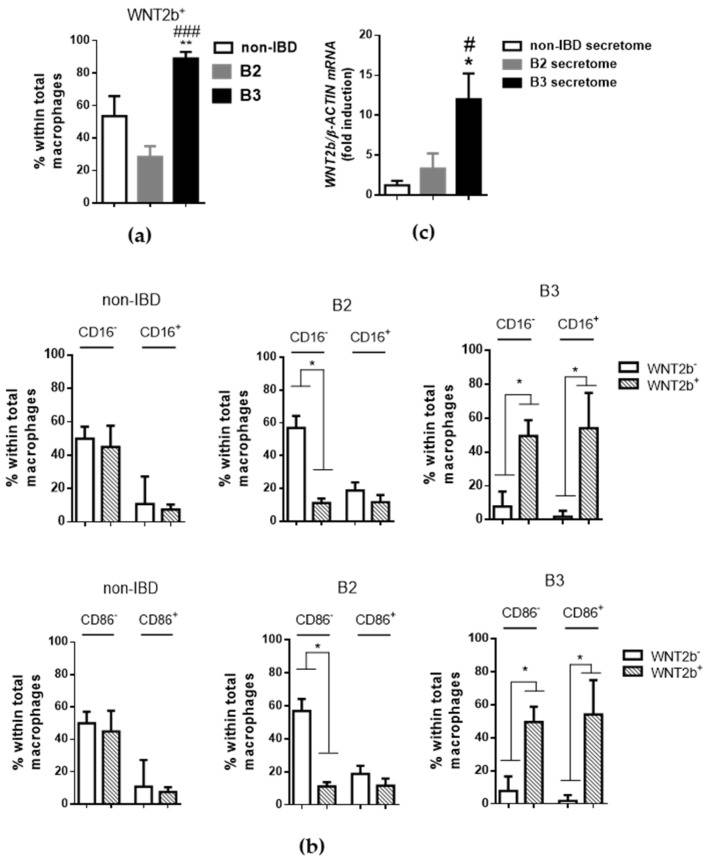 WNT2b+
###
**
% within total
macrophages
100
80
60
40
20
0
non-IBD
B2
B3
(a)
WNT2b/β-ACTIN mRNA
(fold induction)
20
15
10
5
0
#
*
non-IBD secretome
B2 secretome
B3 secretome
(c)
non-IBD
CD16- CD16+
% within total
macrophages
100
80
60
40
20
0
B2
CD16- CD16+
*
% within total
macrophages
100
80
60
40
20
0
B3
CD16- CD16+
* *
% within total
macrophages
100
80
60
40
20
0
WNT2b-
WNT2b+
non-IBD
CD86- CD86+
% within total
macrophages
100
80
60
40
20
0
B2
CD86- CD86+
*
% within total
macrophages
100
80
60
40
20
0
B3
CD86- CD86+
* *
% within total
macrophages
100
80
60
40
20
0
WNT2b-
WNT2b+
(b)